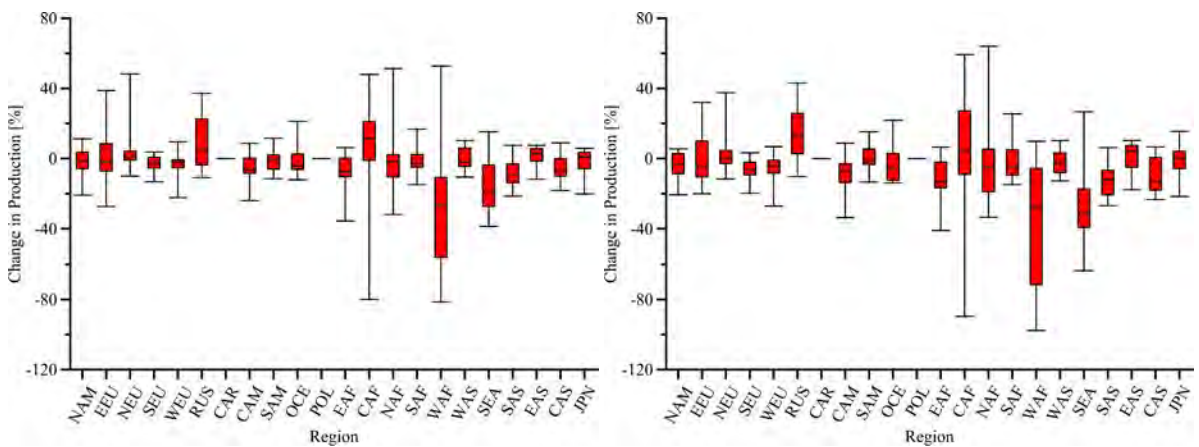 80
40
0
-40
-80
-120
Change in Production [%]
NAM
EEU
NEU
SEU
WEU
RUS
CAR
CAM
SAM
OCE
POL
EAF
CAF
NAF
SAF
WAF
WAS
SEA
SAS
EAS
CAS
JPN
Region
80
40
0
-40
-80
-120
Change in Production [%]
NAM
EEU
NEU
SEU
WEU
RUS
CAR
CAM
SAM
OCE
POL
EAF
CAF
NAF
SAF
WAF
WAS
SEA
SAS
EAS
CAS
JPN
Region